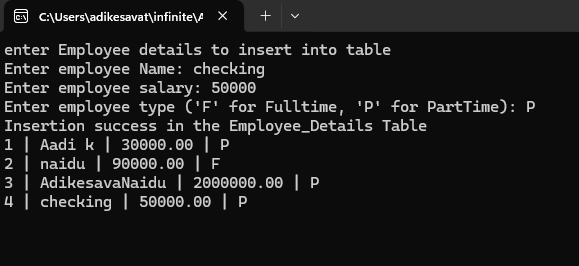 C:\Users\adikesavat\infinite\A
enter Employee details to insert into table
Enter employee Name: checking
Enter employee salary: 50000
Enter employee type ('F' for Fulltime, 'P' for PartTime): P
Insertion success in the Employee_Details Table
1 | Aadi k | 30000.00 | P
2 | naidu | 90000.00 | F
3 | AdikesavaNaidu | 2000000.00 | P
4 | checking | 50000.00 | P